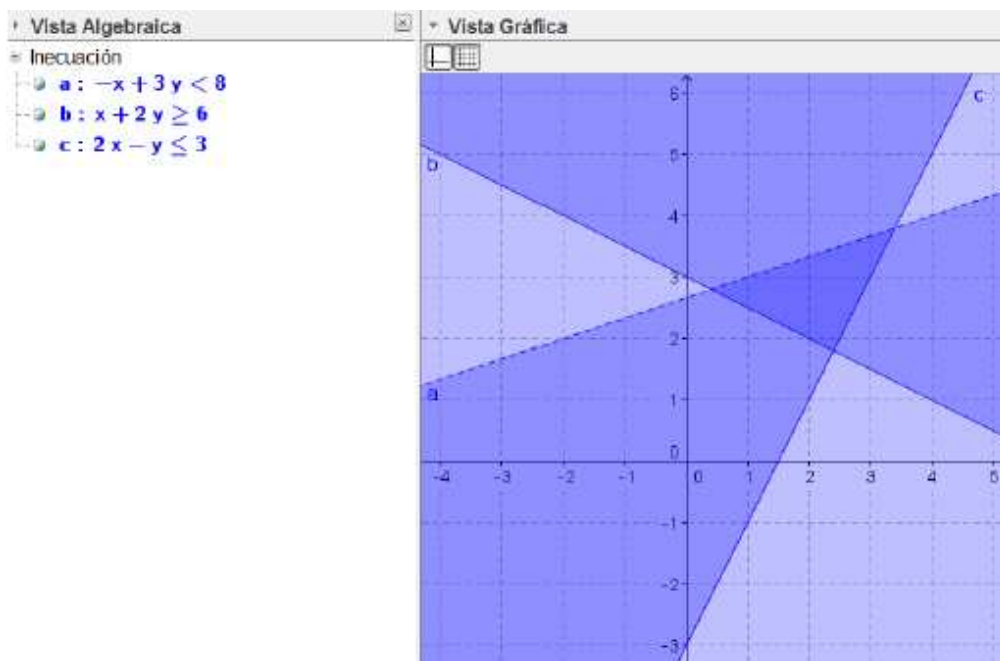 Vista Algebraica
Inecuación
a : −x + 3 y < 8
b : x + 2 y ≥ 6
c : 2 x − y ≤ 3
Vista Gráfica
c
6
5
b
4
3
2
1
a
0
-4 -3 -2 -1 0 1 2 3 4 5
-1
-2
-3